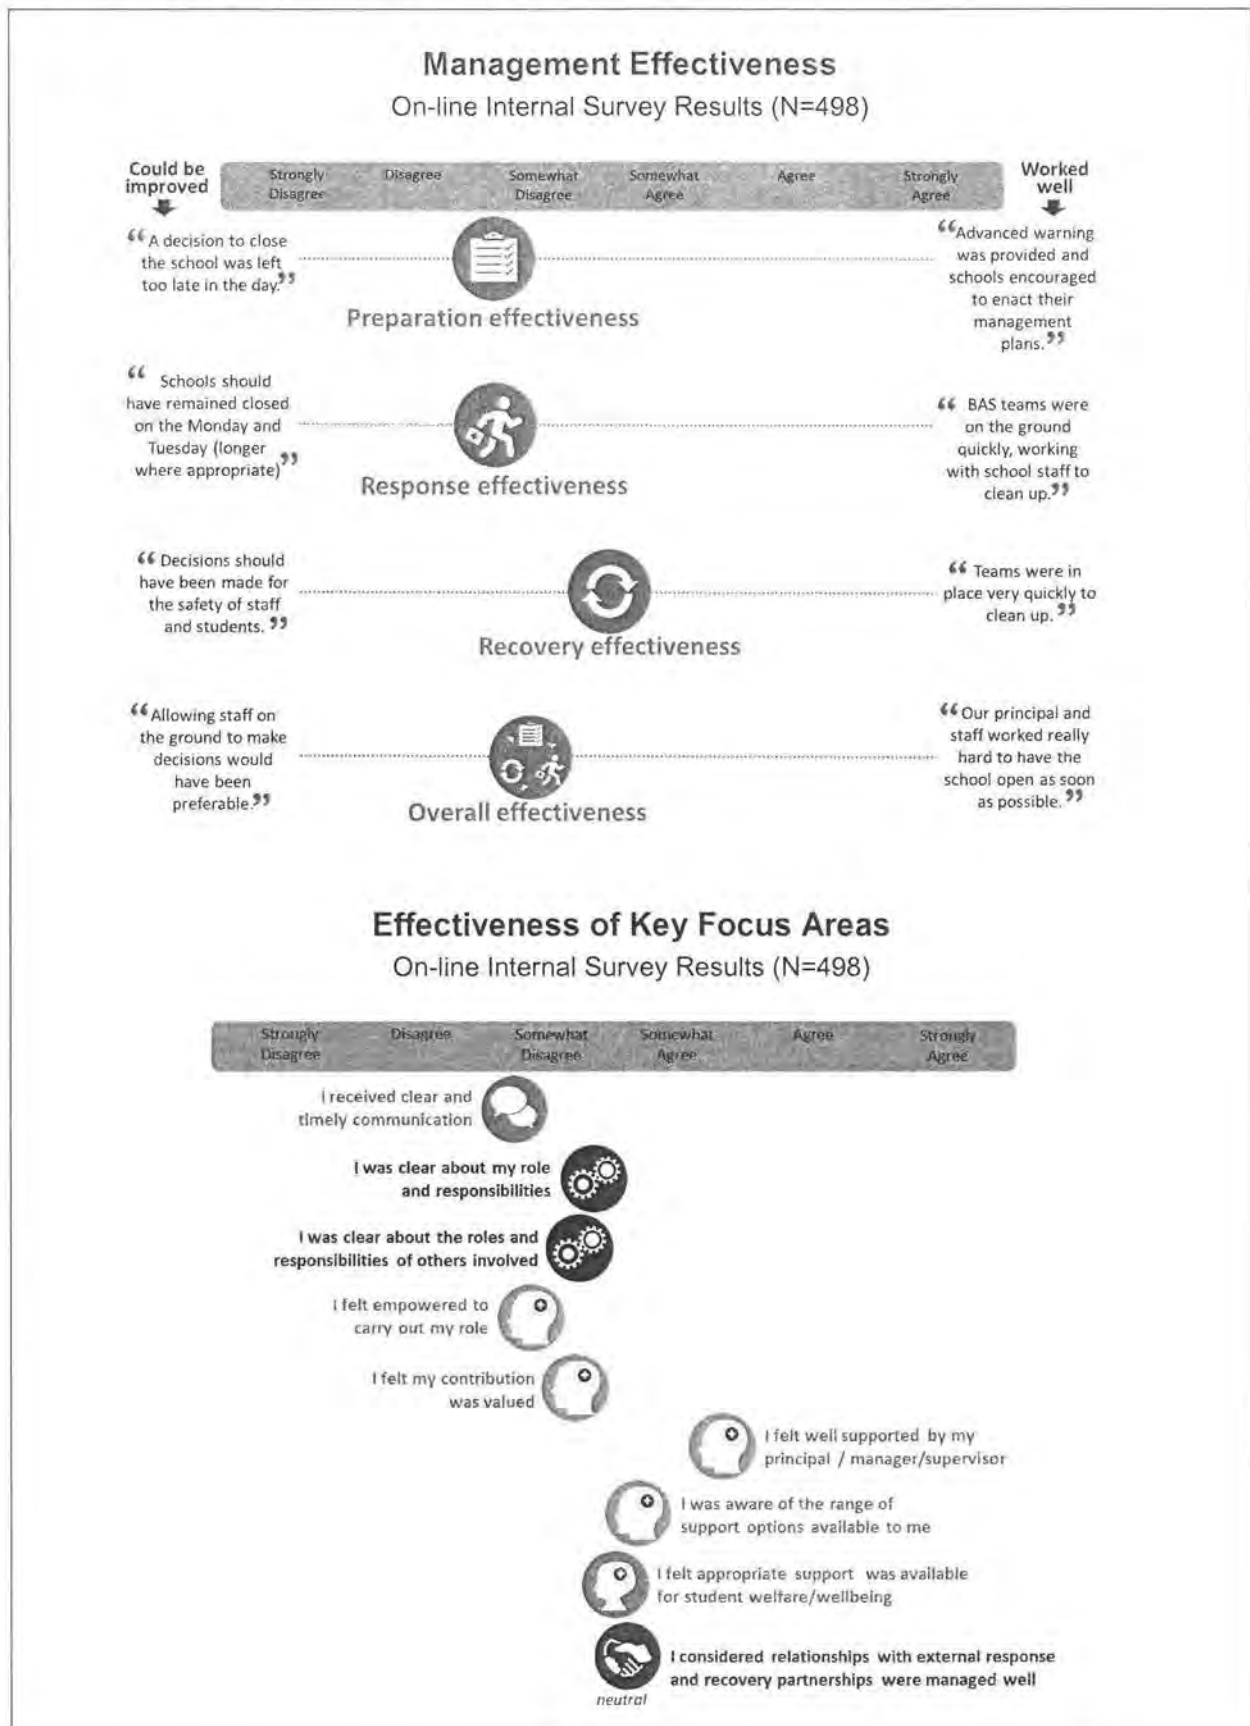 Management Effectiveness
On-line Internal Survey Results (N=498)
Could be
improved
Strongly
Disagree
Disagree
Somewhat
Disagree
Somewhat
Agree
Agree
Strongly
Agree
Worked
well
“A decision to close
the school was left
too late in the day.”
Preparation effectiveness
“Advanced warning
was provided and
schools encouraged
to enact their
management
plans.”
“ Schools should
have remained closed
on the Monday and
Tuesday (longer
where appropriate)”
Response effectiveness
“ BAS teams were
on the ground
quickly, working
with school staff to
clean up.”
“ Decisions should
have been made for
the safety of staff
and students. ”
Recovery effectiveness
“ Teams were in
place very quickly to
clean up. ”
“Allowing staff on
the ground to make
decisions would
have been
preferable.”
Overall effectiveness
“Our principal and
staff worked really
hard to have the
school open as soon
as possible. ”
Effectiveness of Key Focus Areas
On-line Internal Survey Results (N=498)
Strongly
Disagree
Disagree
Somewhat
Disagree
Somewhat
Agree
Agree
Strongly
Agree
I received clear and
timely communication
I was clear about my role
and responsibilities
I was clear about the roles and
responsibilities of others involved
I felt empowered to
carry out my role
I felt my contribution
was valued
I felt well supported by my
principal / manager/supervisor
I was aware of the range of
support options available to me
I felt appropriate support was available
for student welfare/wellbeing
I considered relationships with external response
and recovery partnerships were managed well
neutral